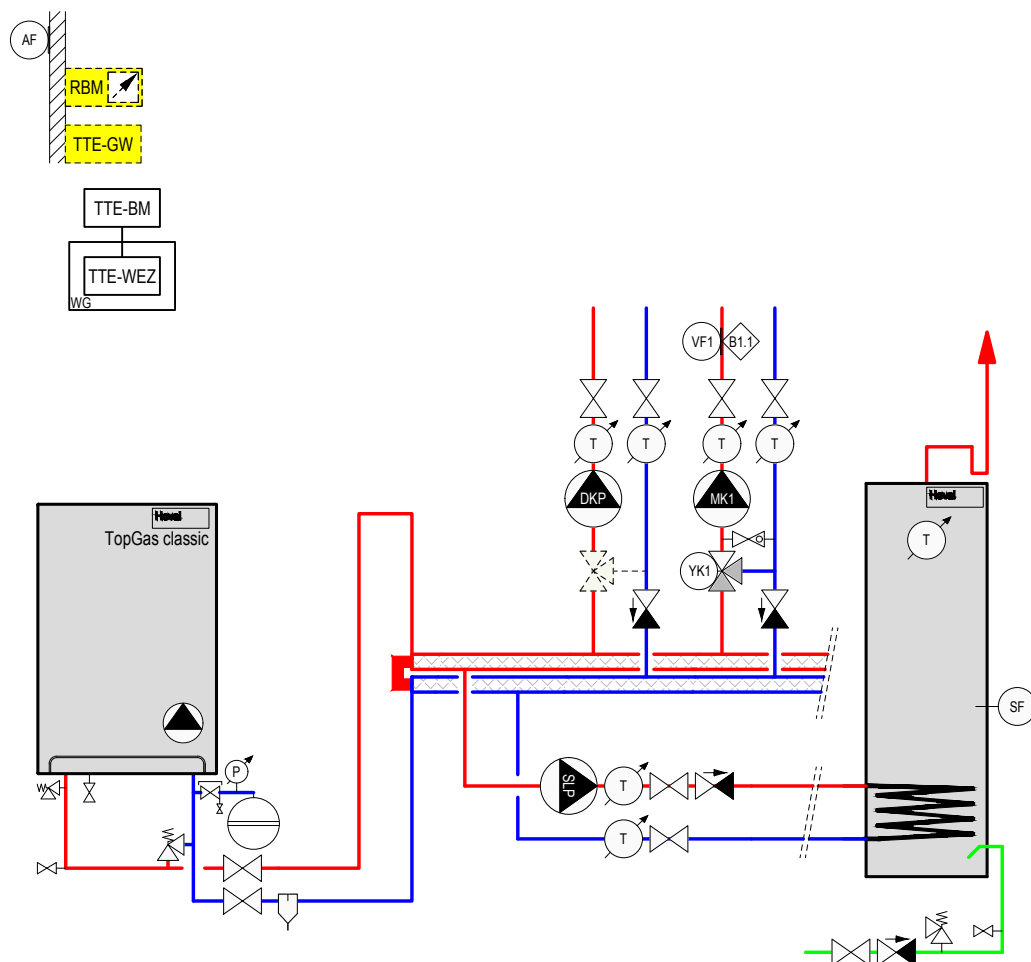 AF
RBM
TTE-GW
TTE-BM
TTE-WEZ
WG
VF1 B1.1
T T T T
DKP MK1
Hoval
Hoval
TopGas classic
T
YK1
SF
P
SLP T
T